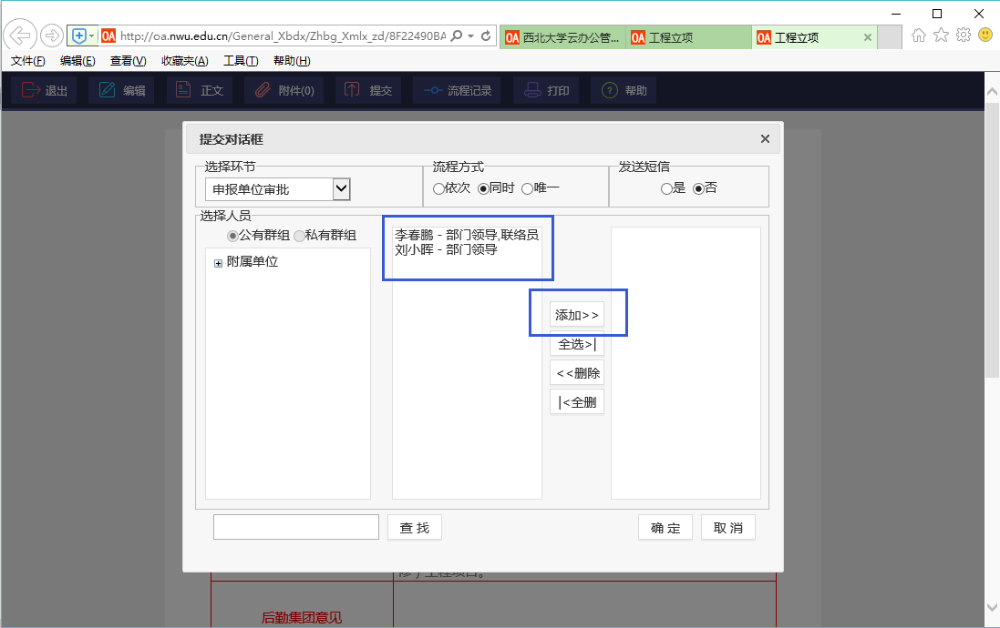 http://oa.nwu.edu.cn/General_Xbdx/Zhbg_Xmlx_zd/8F22490BA
OA 西北大学云办公管...
OA 工程立项
OA 工程立项
文件(F) 编辑(E) 查看(V) 收藏夹(A) 工具(T) 帮助(H)
退出 编辑 正文 附件(0) 提交 流程记录 打印 帮助
提交对话框
选择环节 流程方式 发送短信
申报单位审批 依次 同时 唯一 是 否
选择人员
公有群组 私有群组
附属单位
李春鹏 - 部门领导,联络员
刘小晖 - 部门领导
添加>>
全选>|
<<删除
|<全删
查 找 确 定 取 消
后勤集团意见